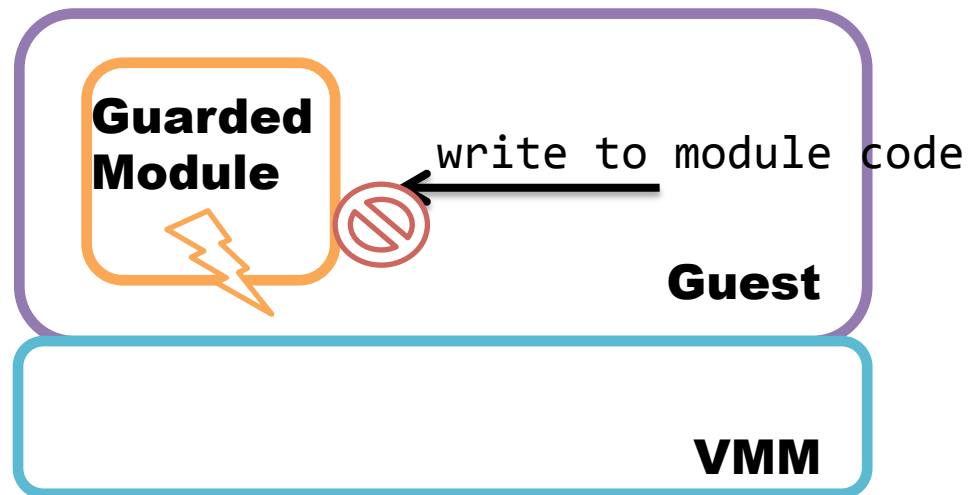 Guarded
Module
write to module code
Guest
VMM